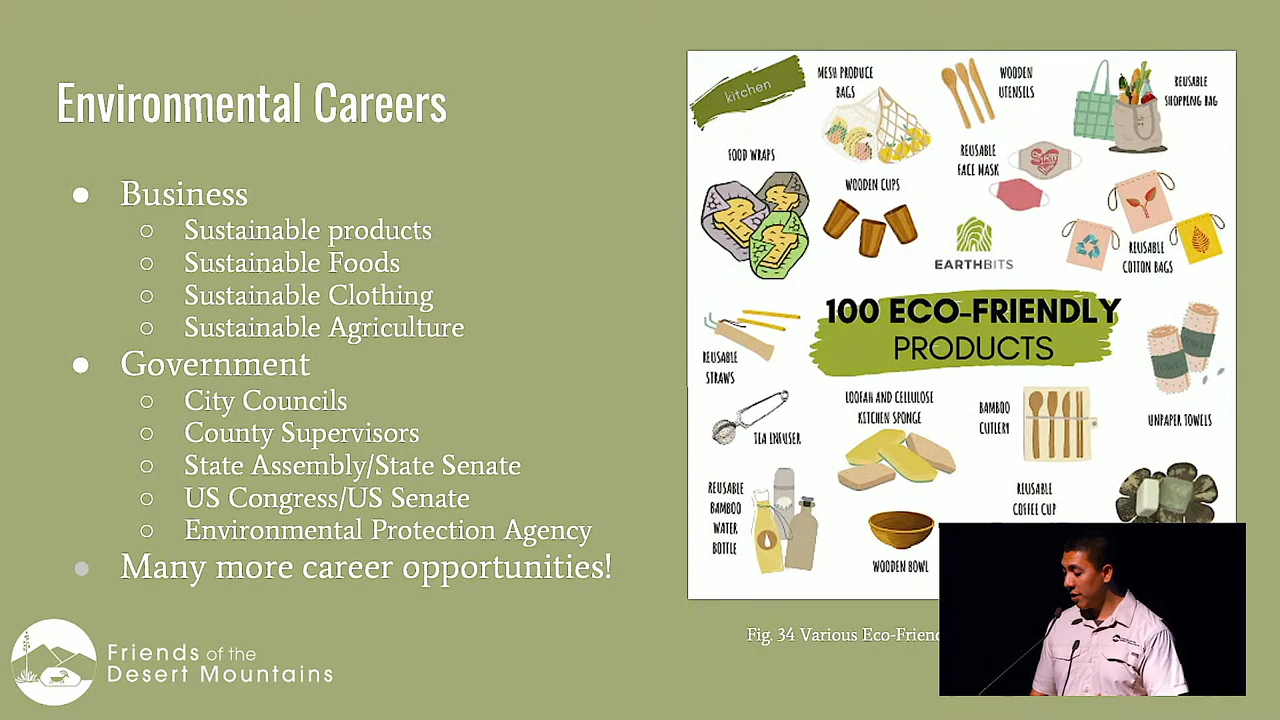 Environmental Careers
Business
Sustainable products
Sustainable Foods
Sustainable Clothing
Sustainable Agriculture
Government
City Councils
County Supervisors
State Assembly/State Senate
US Congress/US Senate
Environmental Protection Agency
Many more career opportunities!
Friends of the
Desert Mountains
kitchen
MESH PRODUCE
BAGS
WOODEN
UTENSILS
REUSABLE
SHOPPING BAG
FOOD WRAPS
WOODEN CUPS
REUSABLE
FACE MASK
EARTHBITS
REUSABLE
COTTON BAGS
100 ECO-FRIENDLY
PRODUCTS
REUSABLE
STRAWS
TEA INFUSER
LOOFAH AND CELLULOSE
KITCHEN SPONGE
BAMBOO
CUTLERY
UNPAPER TOWELS
REUSABLE
BAMBOO
WATER
BOTTLE
WOODEN BOWL
REUSABLE
COFFEE CUP
Fig. 34 Various Eco-Frien